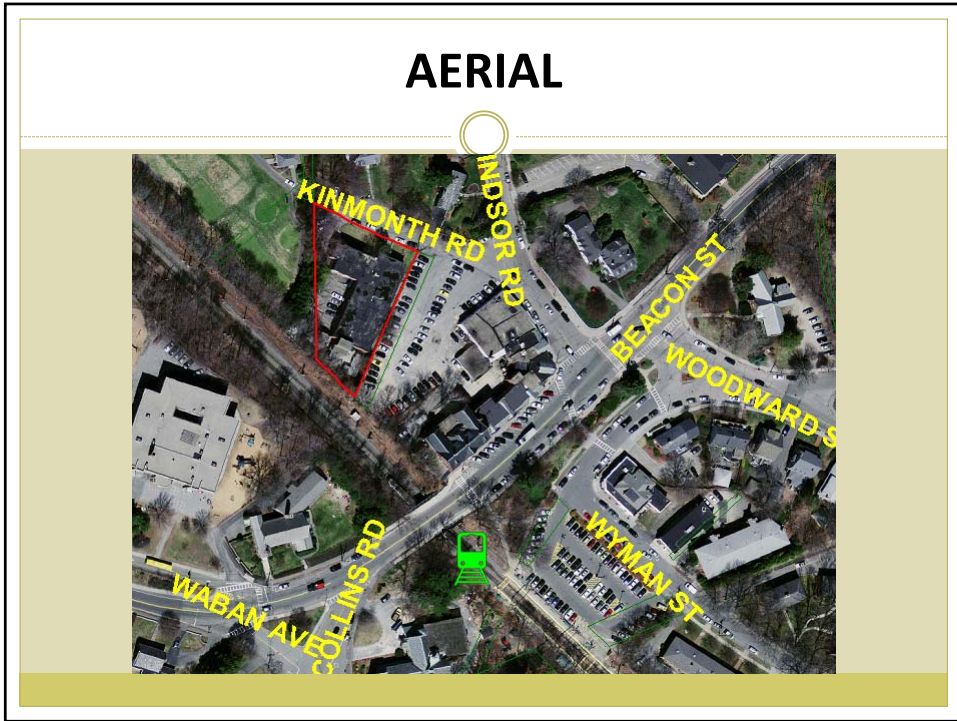 AERIAL
KINMONTH RD
INDSOR RD
BEACON ST
WOODWARD S
WYMAN ST
WABAN AVE
COLLINS RD